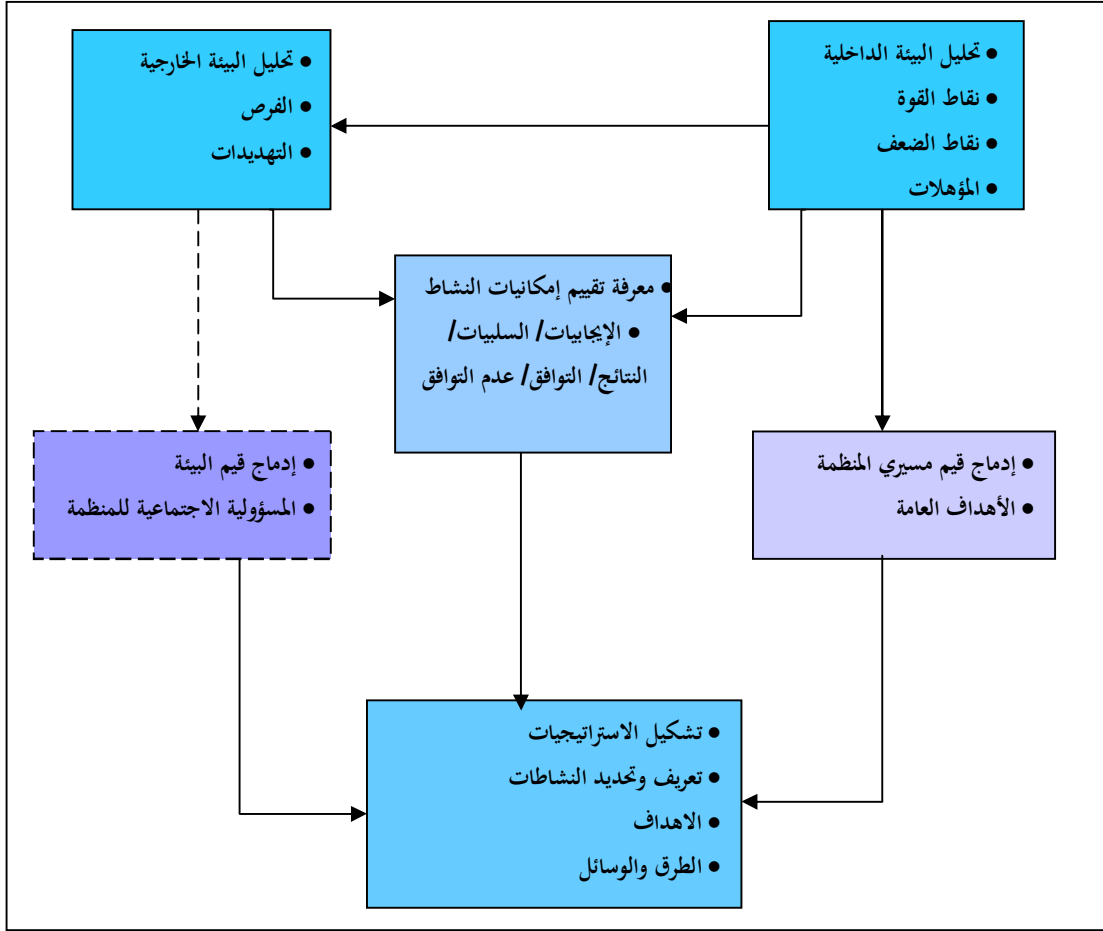 ● تحليل البيئة الداخلية
● نقاط القوة
● نقاط الضعف
● المؤهلات
● تحليل البيئة الخارجية
● الفرص
● التهديدات
● معرفة تقييم إمكانيات النشاط
● الإيجابيات/ السلبيات/
النتائج/ التوافق/ عدم التوافق
● إدماج قيم مسيري المنظمة
● الأهداف العامة
● إدماج قيم البيئة
● المسؤولية الاجتماعية للمنظمة
● تشكيل الاستراتيجيات
● تعريف وتحديد النشاطات
● الاهداف
● الطرق والوسائل